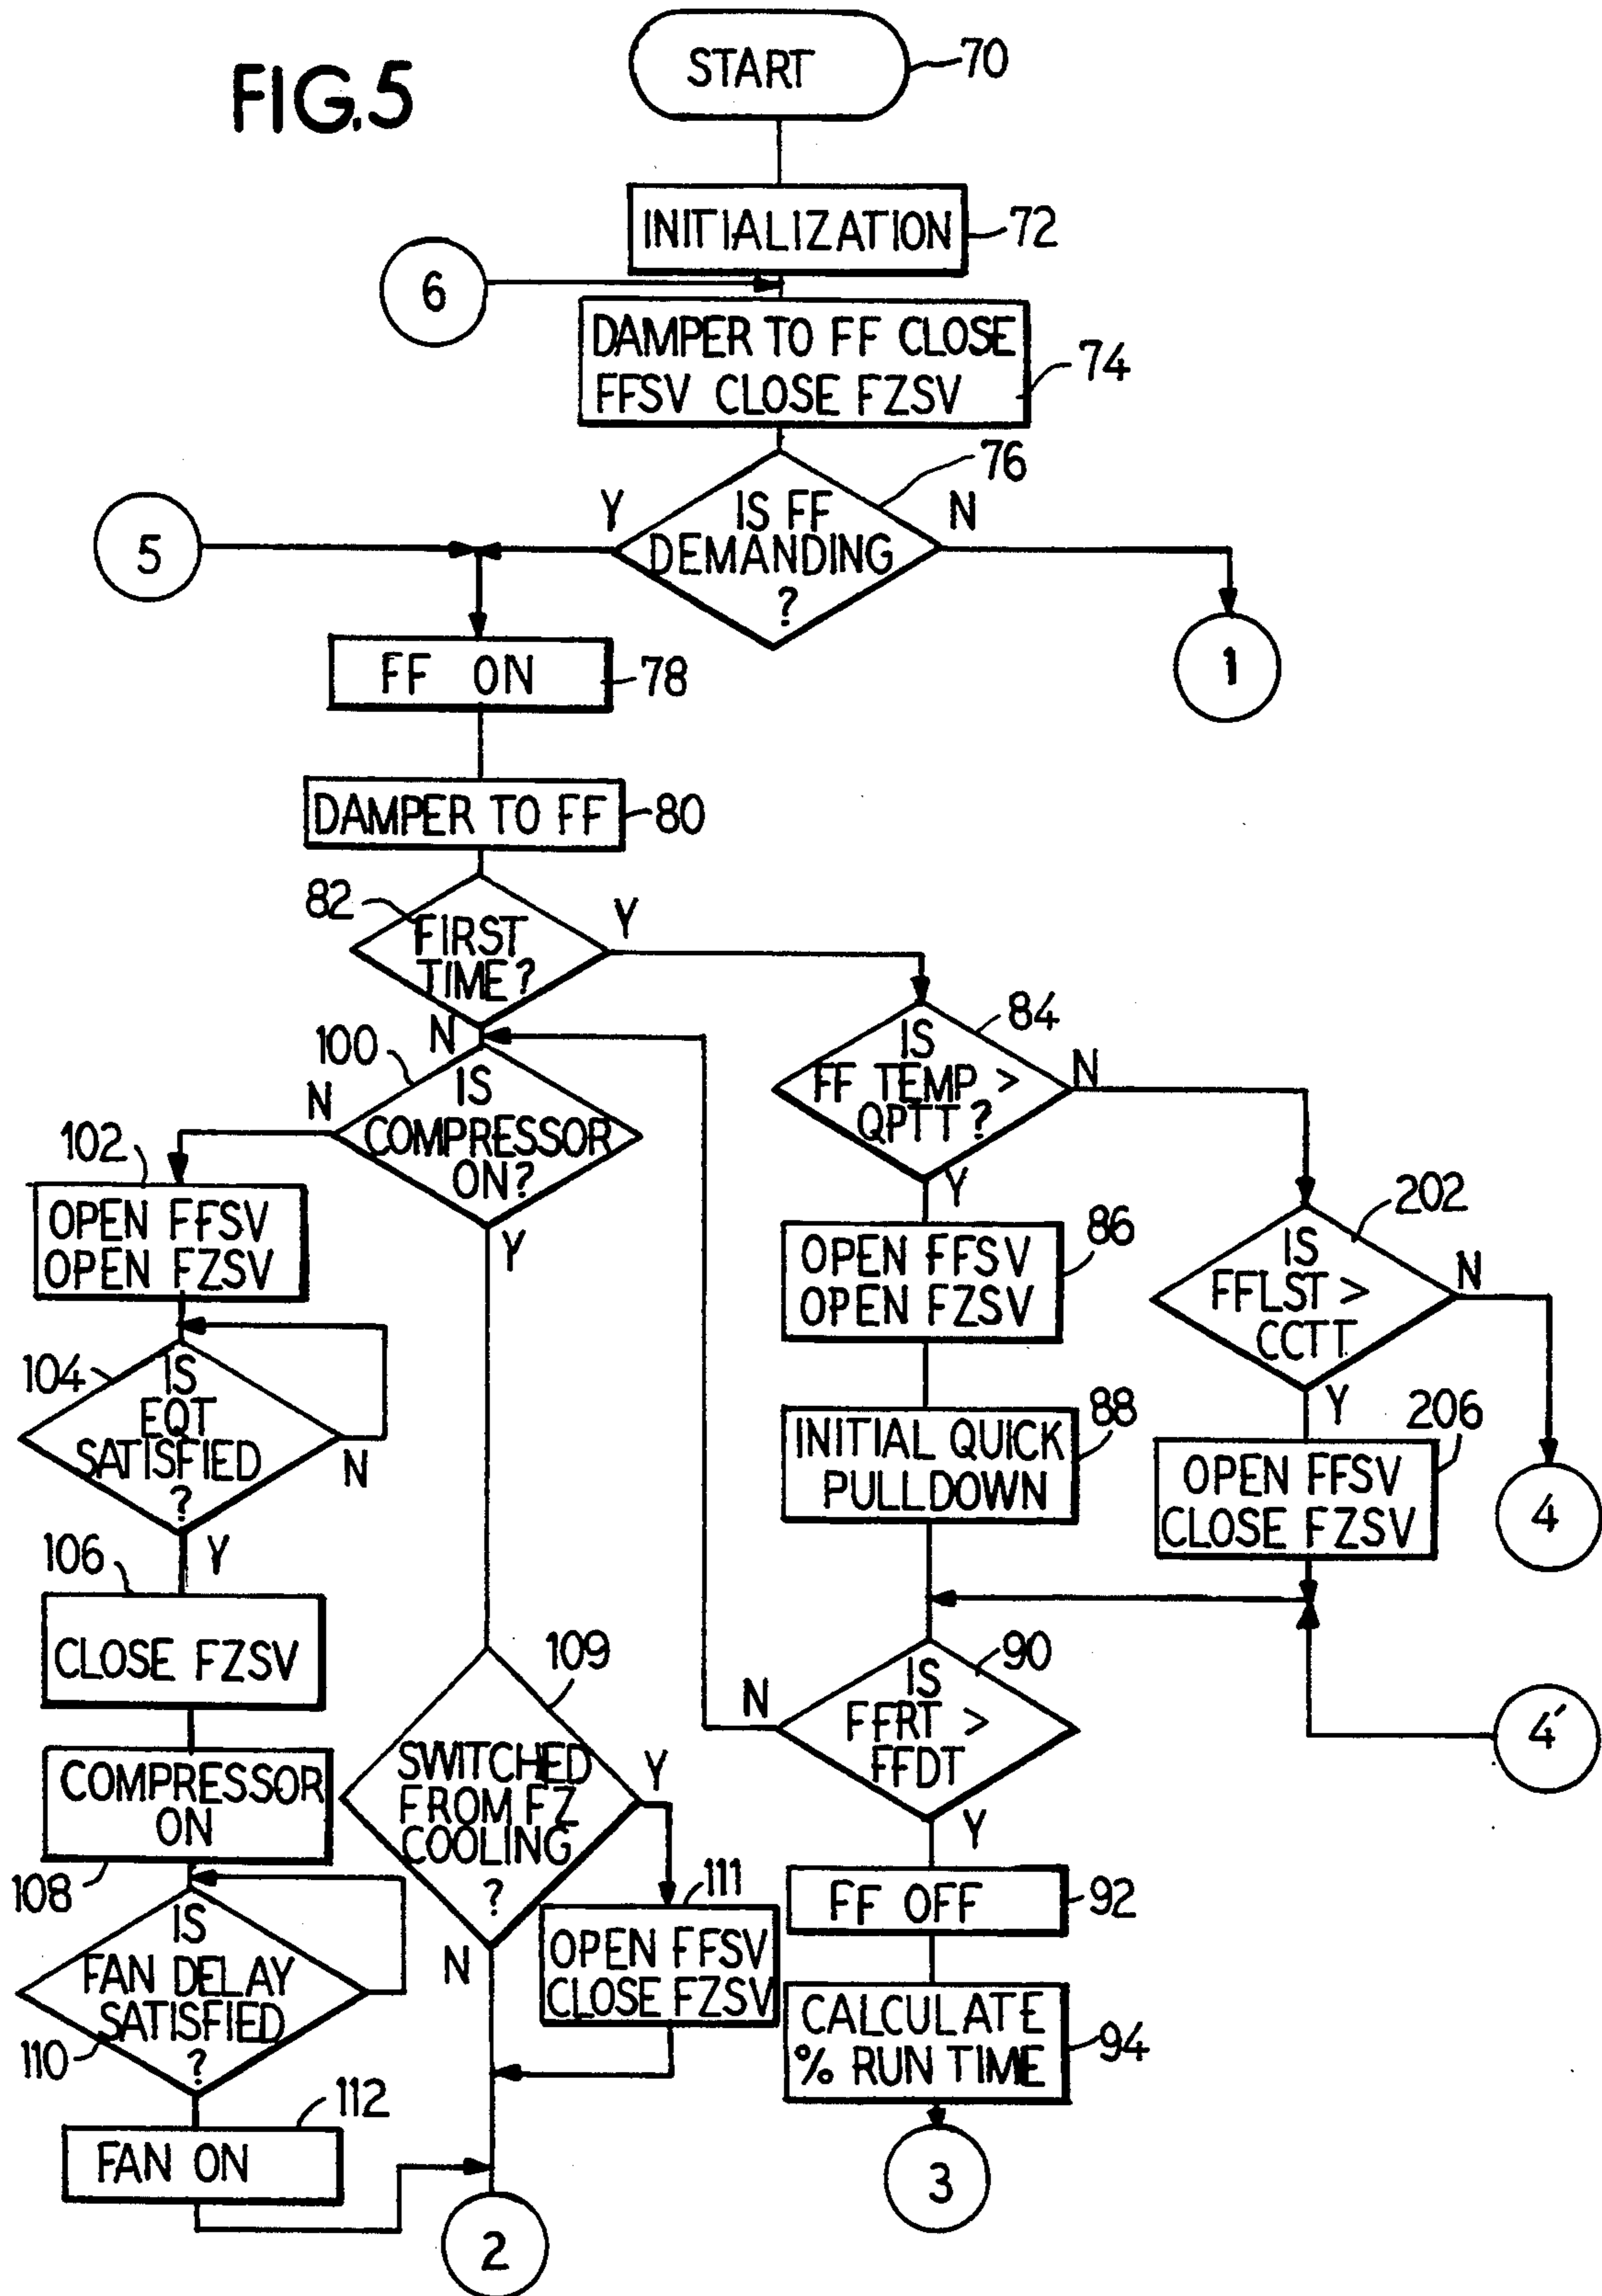 FIG.5
START
70
INITIALIZATION
72
6
DAMPER TO FF CLOSE
FFSV CLOSE FZSV
74
76
Y
IS FF
DEMANDING
?
N
5
1
FF ON
78
DAMPER TO FF
80
82
FIRST
TIME?
Y
N
84
IS
FF TEMP >
QPTT?
N
Y
100
IS
COMPRESSOR
ON?
N
Y
102
OPEN FFSV
OPEN FZSV
86
OPEN FFSV
OPEN FZSV
202
IS
FFLST >
CCTT
N
Y
104
IS
EQT
SATISFIED
?
N
Y
88
INITIAL QUICK
PULLDOWN
206
OPEN FFSV
CLOSE FZSV
4
106
CLOSE FZSV
109
SWITCHED
FROM FZ
COOLING
?
Y
N
90
IS
FFRT >
FFDT
N
Y
4′
COMPRESSOR
ON
108
111
OPEN FFSV
CLOSE FZSV
FF OFF
92
IS
FAN DELAY
SATISFIED
?
110
CALCULATE
% RUN TIME
94
112
FAN ON
3
2